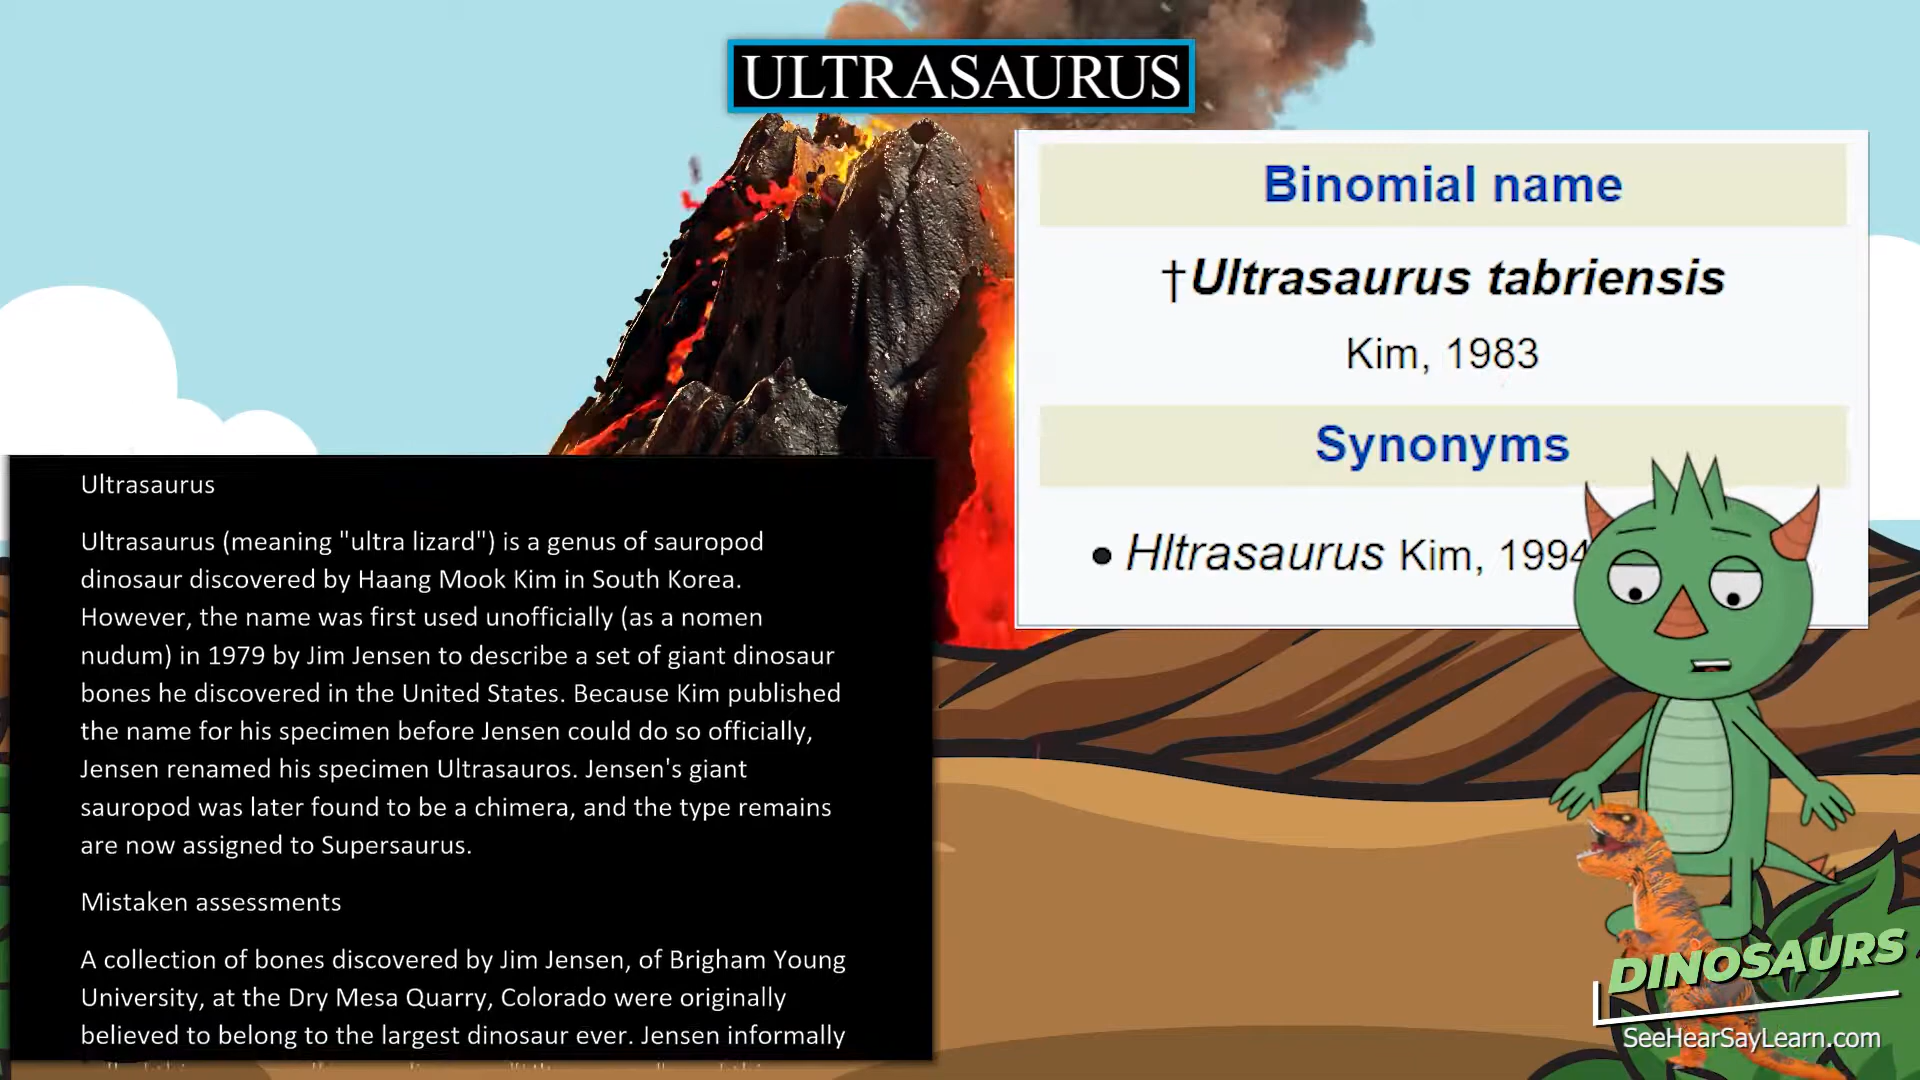 ULTRASAURUS
Binomial name
†Ultrasaurus tabriensis
Kim, 1983
Synonyms
• Hltrasaurus Kim, 1994
Ultrasaurus
Ultrasaurus (meaning "ultra lizard") is a genus of sauropod
dinosaur discovered by Haang Mook Kim in South Korea.
However, the name was first used unofficially (as a nomen
nudum) in 1979 by Jim Jensen to describe a set of giant dinosaur
bones he discovered in the United States. Because Kim published
the name for his specimen before Jensen could do so officially,
Jensen renamed his specimen Ultrasauros. Jensen's giant
sauropod was later found to be a chimera, and the type remains
are now assigned to Supersaurus.
Mistaken assessments
A collection of bones discovered by Jim Jensen, of Brigham Young
University, at the Dry Mesa Quarry, Colorado were originally
believed to belong to the largest dinosaur ever. Jensen informally
DINOSAURS
SeeHearSayLearn.com